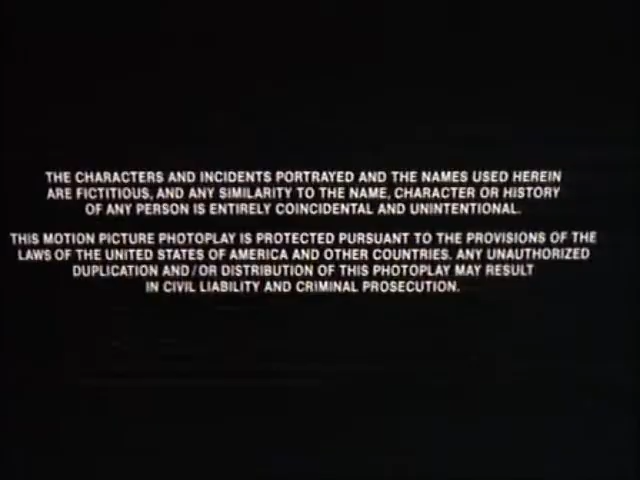 THE CHARACTERS AND INCIDENTS PORTRAYED AND THE NAMES USED HEREIN
ARE FICTITIOUS, AND ANY SIMILARITY TO THE NAME, CHARACTER OR HISTORY
OF ANY PERSON IS ENTIRELY COINCIDENTAL AND UNINTENTIONAL.
THIS MOTION PICTURE PHOTOPLAY IS PROTECTED PURSUANT TO THE PROVISIONS OF THE
LAWS OF THE UNITED STATES OF AMERICA AND OTHER COUNTRIES. ANY UNAUTHORIZED
DUPLICATION AND/OR DISTRIBUTION OF THIS PHOTOPLAY MAY RESULT
IN CIVIL LIABILITY AND CRIMINAL PROSECUTION.